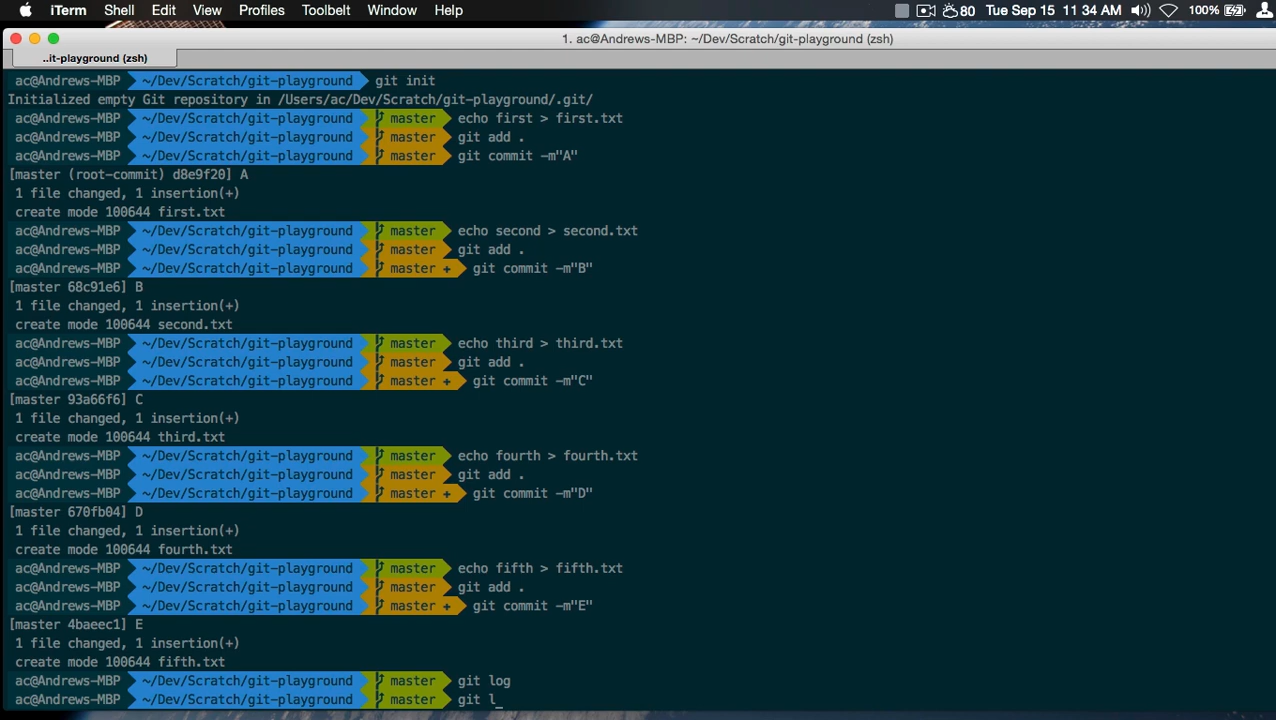 iTerm Shell Edit View Profiles Toolbelt Window Help 80 Tue Sep 15 11:34 AM 100%
1. ac@Andrews-MBP: ~/Dev/Scratch/git-playground (zsh)
..it-playground (zsh)
ac@Andrews-MBP ~/Dev/Scratch/git-playground git init
Initialized empty Git repository in /Users/ac/Dev/Scratch/git-playground/.git/
ac@Andrews-MBP ~/Dev/Scratch/git-playground master echo first > first.txt
ac@Andrews-MBP ~/Dev/Scratch/git-playground master git add .
ac@Andrews-MBP ~/Dev/Scratch/git-playground master git commit -m"A"
[master (root-commit) d8e9f20] A
1 file changed, 1 insertion(+)
create mode 100644 first.txt
ac@Andrews-MBP ~/Dev/Scratch/git-playground master echo second > second.txt
ac@Andrews-MBP ~/Dev/Scratch/git-playground master git add .
ac@Andrews-MBP ~/Dev/Scratch/git-playground master + git commit -m"B"
[master 68c91e6] B
1 file changed, 1 insertion(+)
create mode 100644 second.txt
ac@Andrews-MBP ~/Dev/Scratch/git-playground master echo third > third.txt
ac@Andrews-MBP ~/Dev/Scratch/git-playground master git add .
ac@Andrews-MBP ~/Dev/Scratch/git-playground master + git commit -m"C"
[master 93a66f6] C
1 file changed, 1 insertion(+)
create mode 100644 third.txt
ac@Andrews-MBP ~/Dev/Scratch/git-playground master echo fourth > fourth.txt
ac@Andrews-MBP ~/Dev/Scratch/git-playground master git add .
ac@Andrews-MBP ~/Dev/Scratch/git-playground master + git commit -m"D"
[master 670fb04] D
1 file changed, 1 insertion(+)
create mode 100644 fourth.txt
ac@Andrews-MBP ~/Dev/Scratch/git-playground master echo fifth > fifth.txt
ac@Andrews-MBP ~/Dev/Scratch/git-playground master git add .
ac@Andrews-MBP ~/Dev/Scratch/git-playground master + git commit -m"E"
[master 4baeec1] E
1 file changed, 1 insertion(+)
create mode 100644 fifth.txt
ac@Andrews-MBP ~/Dev/Scratch/git-playground master git log
ac@Andrews-MBP ~/Dev/Scratch/git-playground master git l_